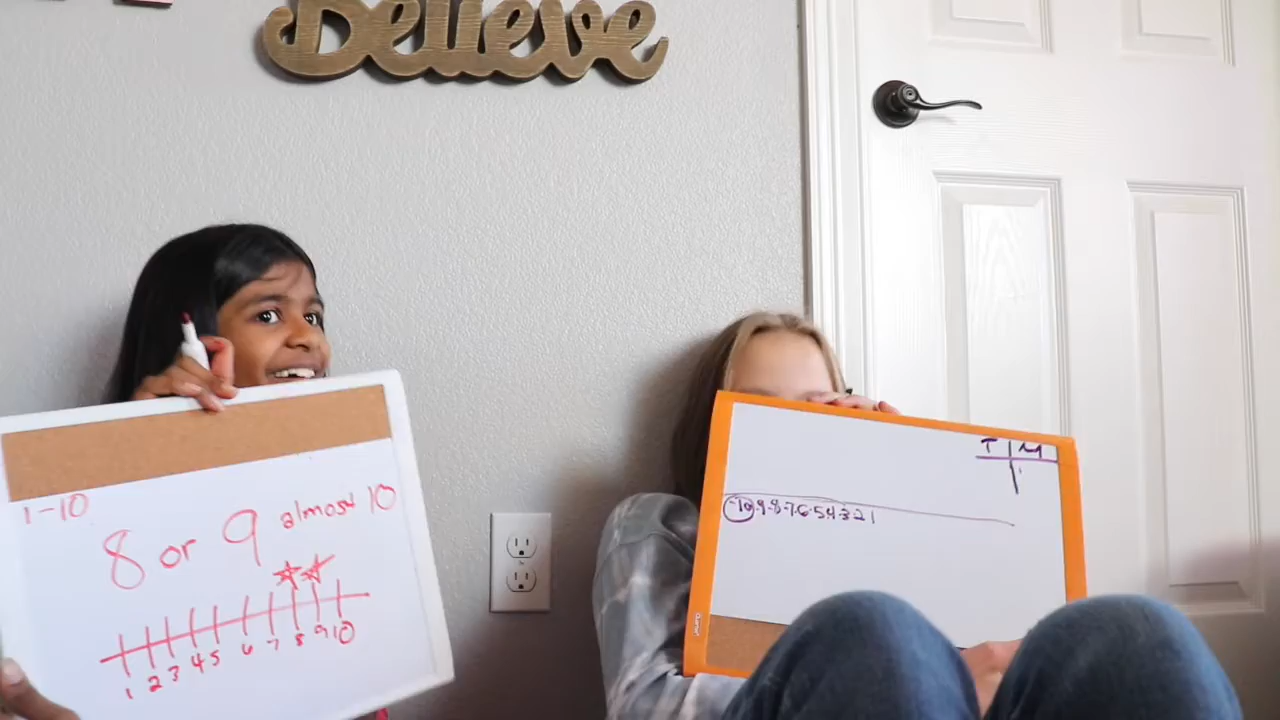 Believe
1-10
8 or 9 almost 10
1 2 3 4 5 6 7 8 9 10
T M
-10-9-8-7-6-5-4-3-2-1
Quartet